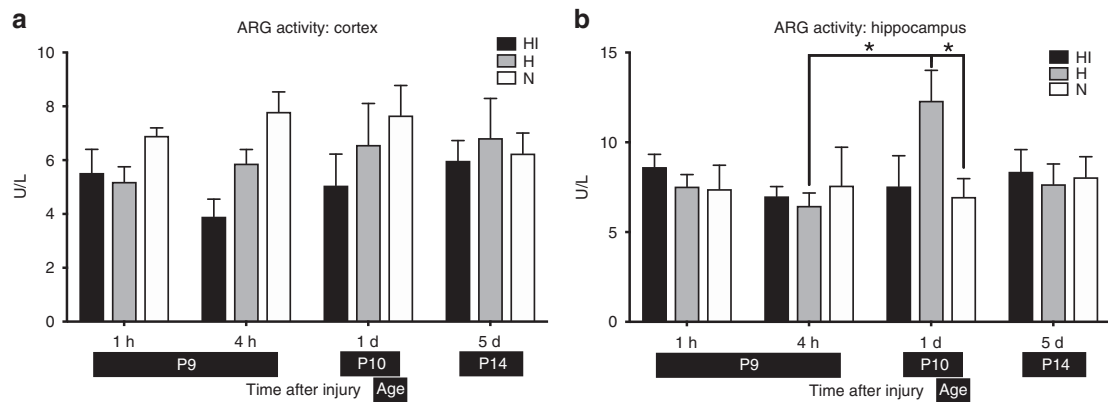 a
ARG activity: cortex
HI
H
N
U/L
10
8
6
4
2
0
1 h
4 h
1 d
5 d
P9
P10
P14
Time after injury
Age
b
ARG activity: hippocampus
HI
H
N
U/L
15
10
5
0
*
*
1 h
4 h
1 d
5 d
P9
P10
P14
Time after injury
Age